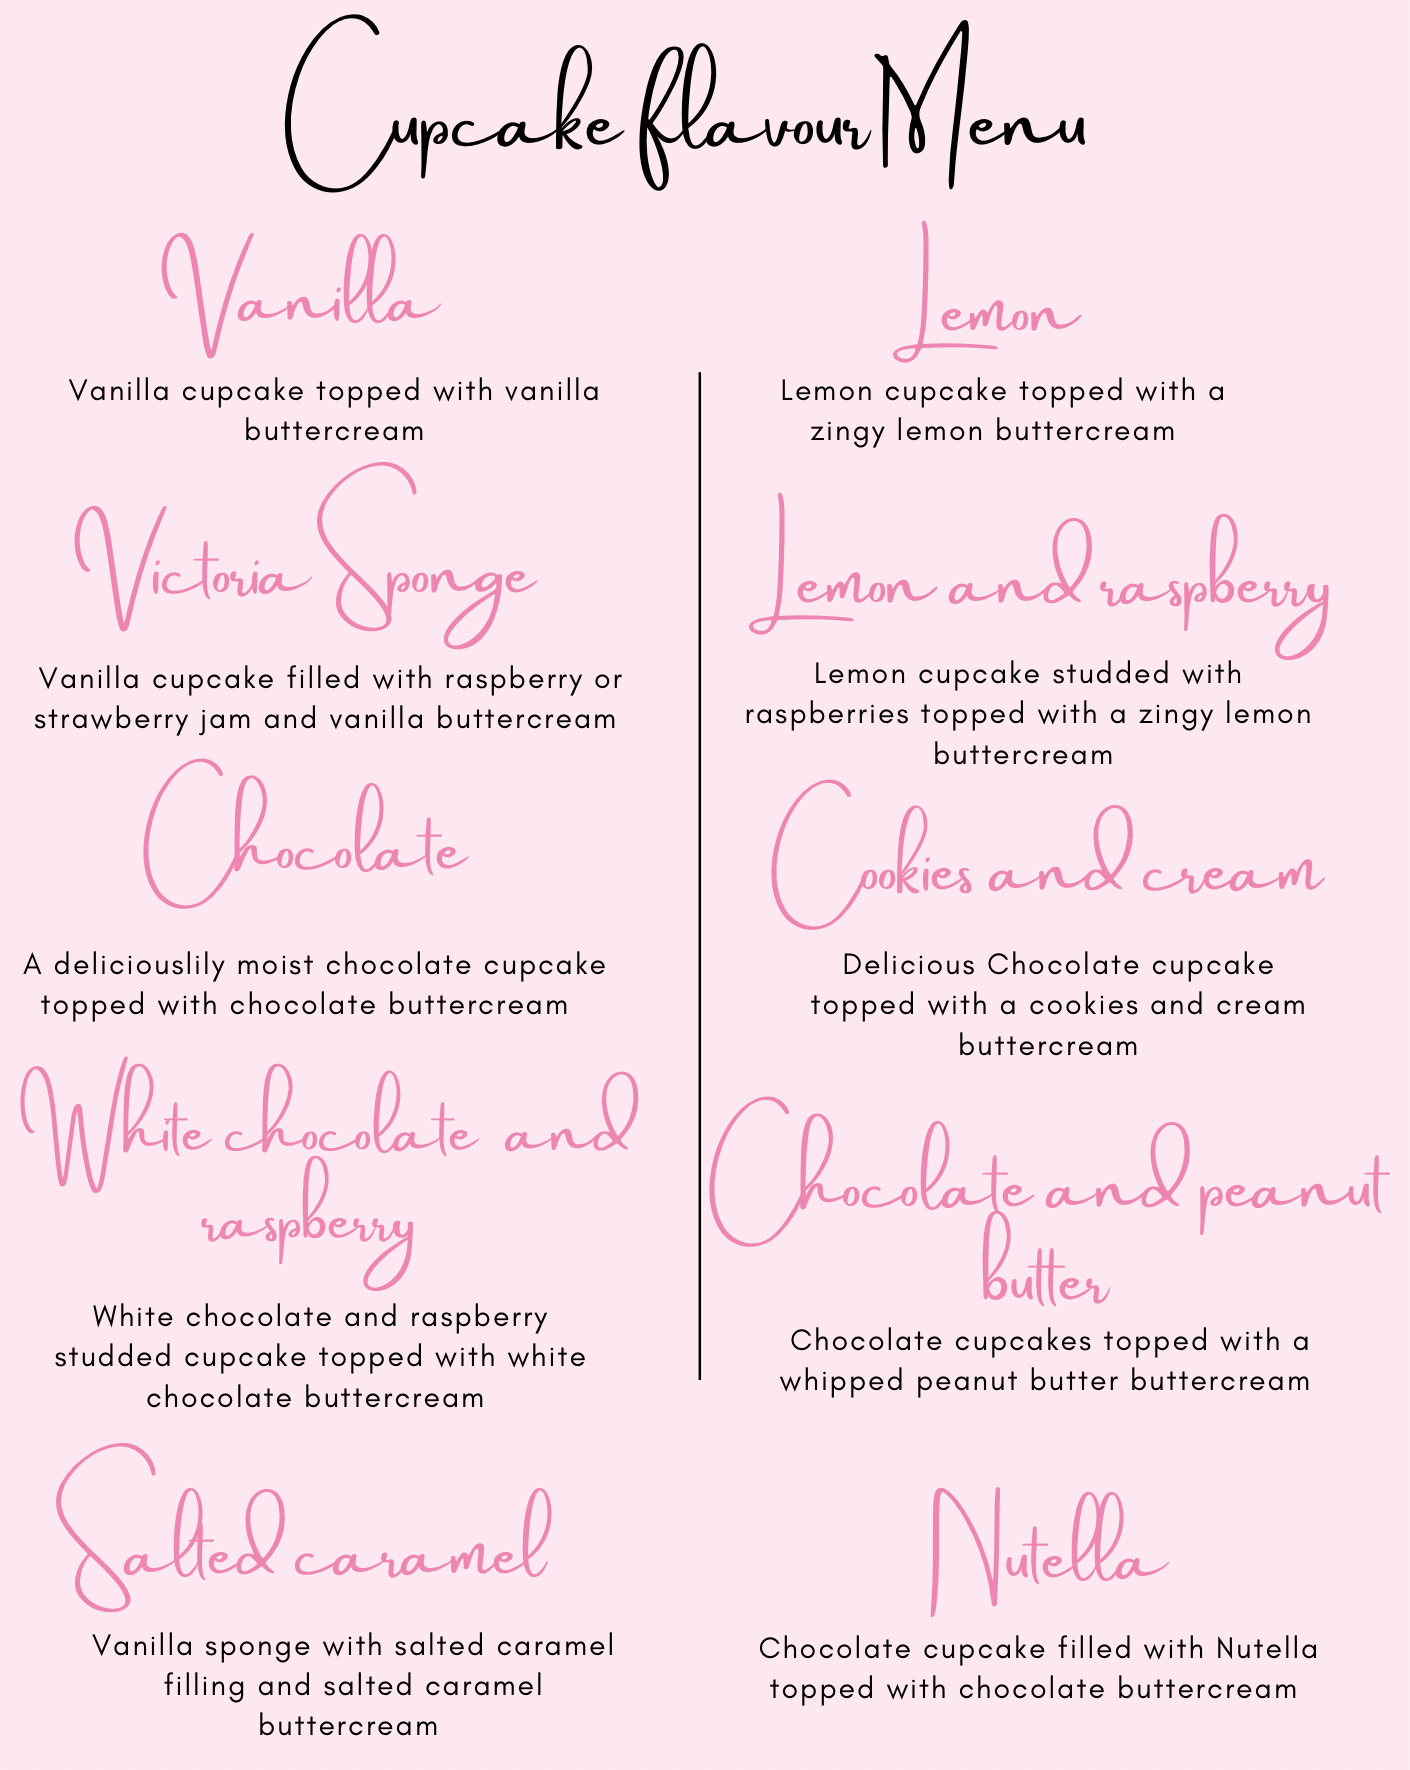 Cupcake flavour Menu
Vanilla
Vanilla cupcake topped with vanilla
buttercream
Victoria Sponge
Vanilla cupcake filled with raspberry or
strawberry jam and vanilla buttercream
Chocolate
A deliciouslily moist chocolate cupcake
topped with chocolate buttercream
White chocolate and
raspberry
White chocolate and raspberry
studded cupcake topped with white
chocolate buttercream
Salted caramel
Vanilla sponge with salted caramel
filling and salted caramel
buttercream
Lemon
Lemon cupcake topped with a
zingy lemon buttercream
Lemon and raspberry
Lemon cupcake studded with
raspberries topped with a zingy lemon
buttercream
Cookies and cream
Delicious Chocolate cupcake
topped with a cookies and cream
buttercream
Chocolate and peanut
butter
Chocolate cupcakes topped with a
whipped peanut butter buttercream
Nutella
Chocolate cupcake filled with Nutella
topped with chocolate buttercream